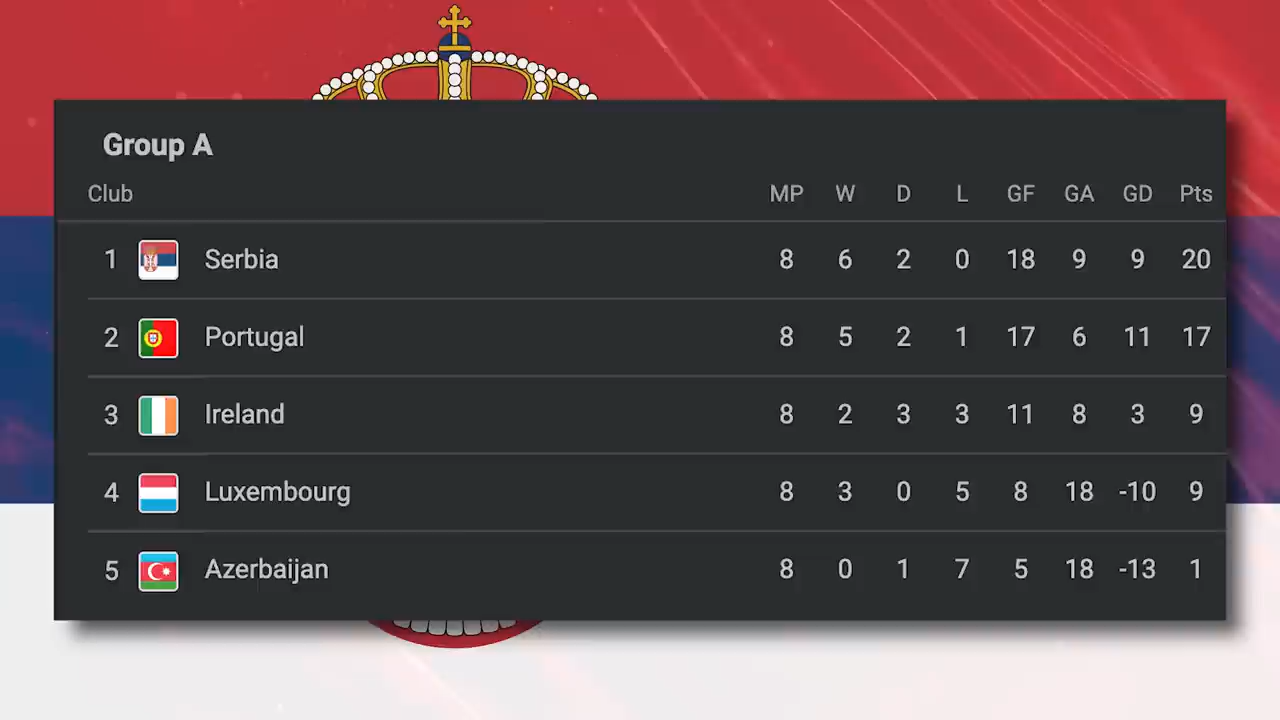 Group A
Club MP W D L GF GA GD Pts
1 Serbia 8 6 2 0 18 9 9 20
2 Portugal 8 5 2 1 17 6 11 17
3 Ireland 8 2 3 3 11 8 3 9
4 Luxembourg 8 3 0 5 8 18 -10 9
5 Azerbaijan 8 0 1 7 5 18 -13 1